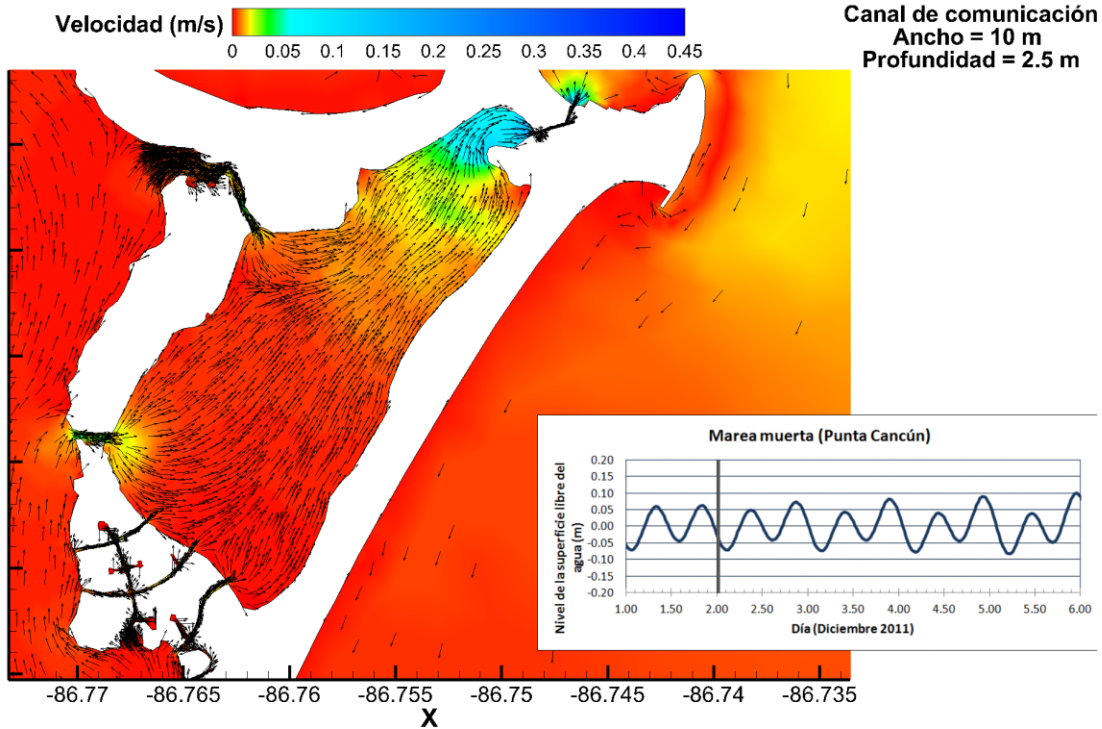 Velocidad (m/s)
0 0.05 0.1 0.15 0.2 0.25 0.3 0.35 0.4 0.45
Canal de comunicación
Ancho = 10 m
Profundidad = 2.5 m
Marea muerta (Punta Cancún)
Nivel de la superficie libre del
agua (m)
0.20
0.15
0.10
0.05
0.00
-0.05
-0.10
-0.15
-0.20
1.00 1.50 2.00 2.50 3.00 3.50 4.00 4.50 5.00 5.50 6.00
Día (Diciembre 2011)
-86.77 -86.765 -86.76 -86.755 -86.75 -86.745 -86.74 -86.735
X